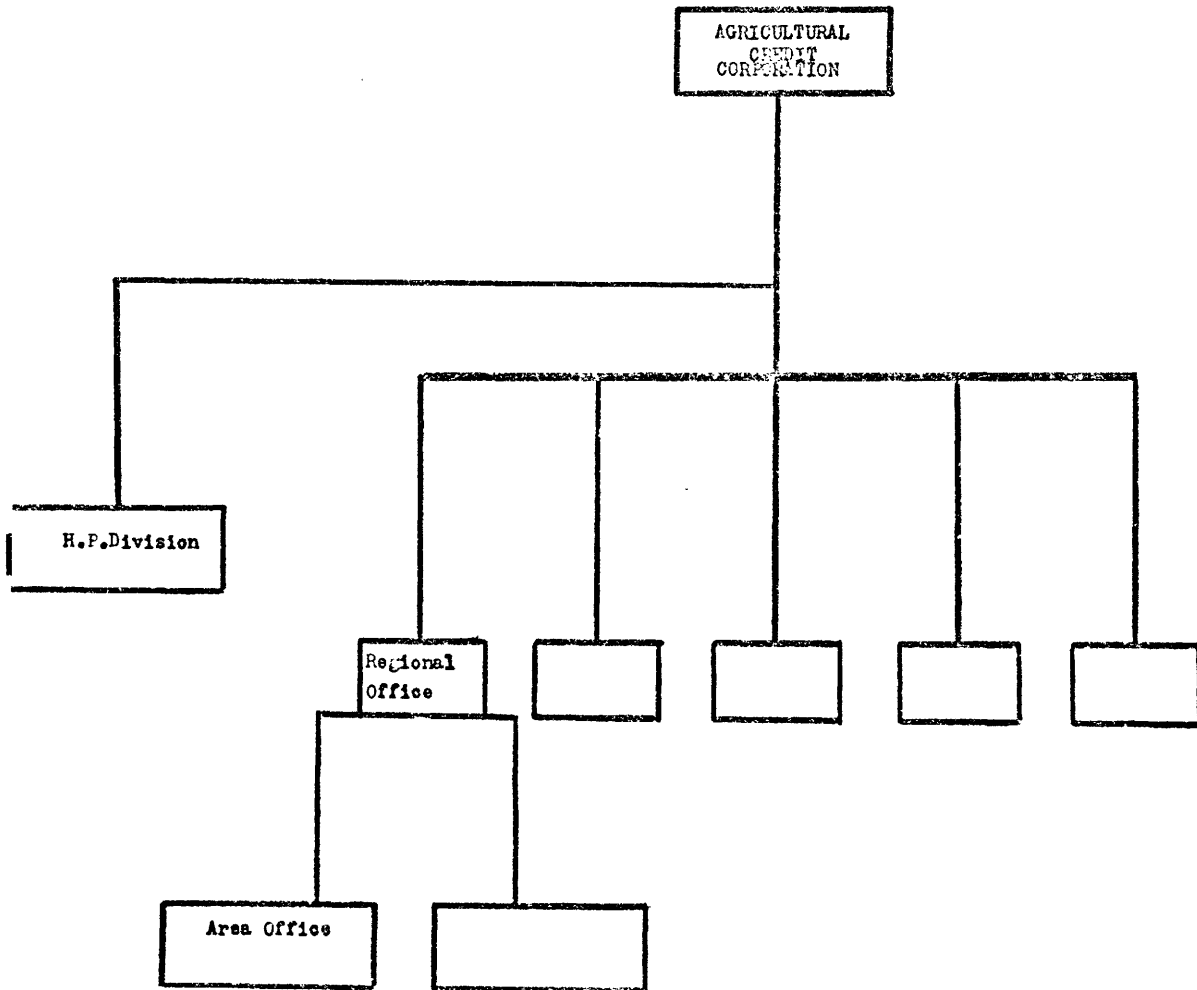 AGRICULTURAL
CREDIT
CORPORATION
H.P.Division
Regional
Office
Area Office